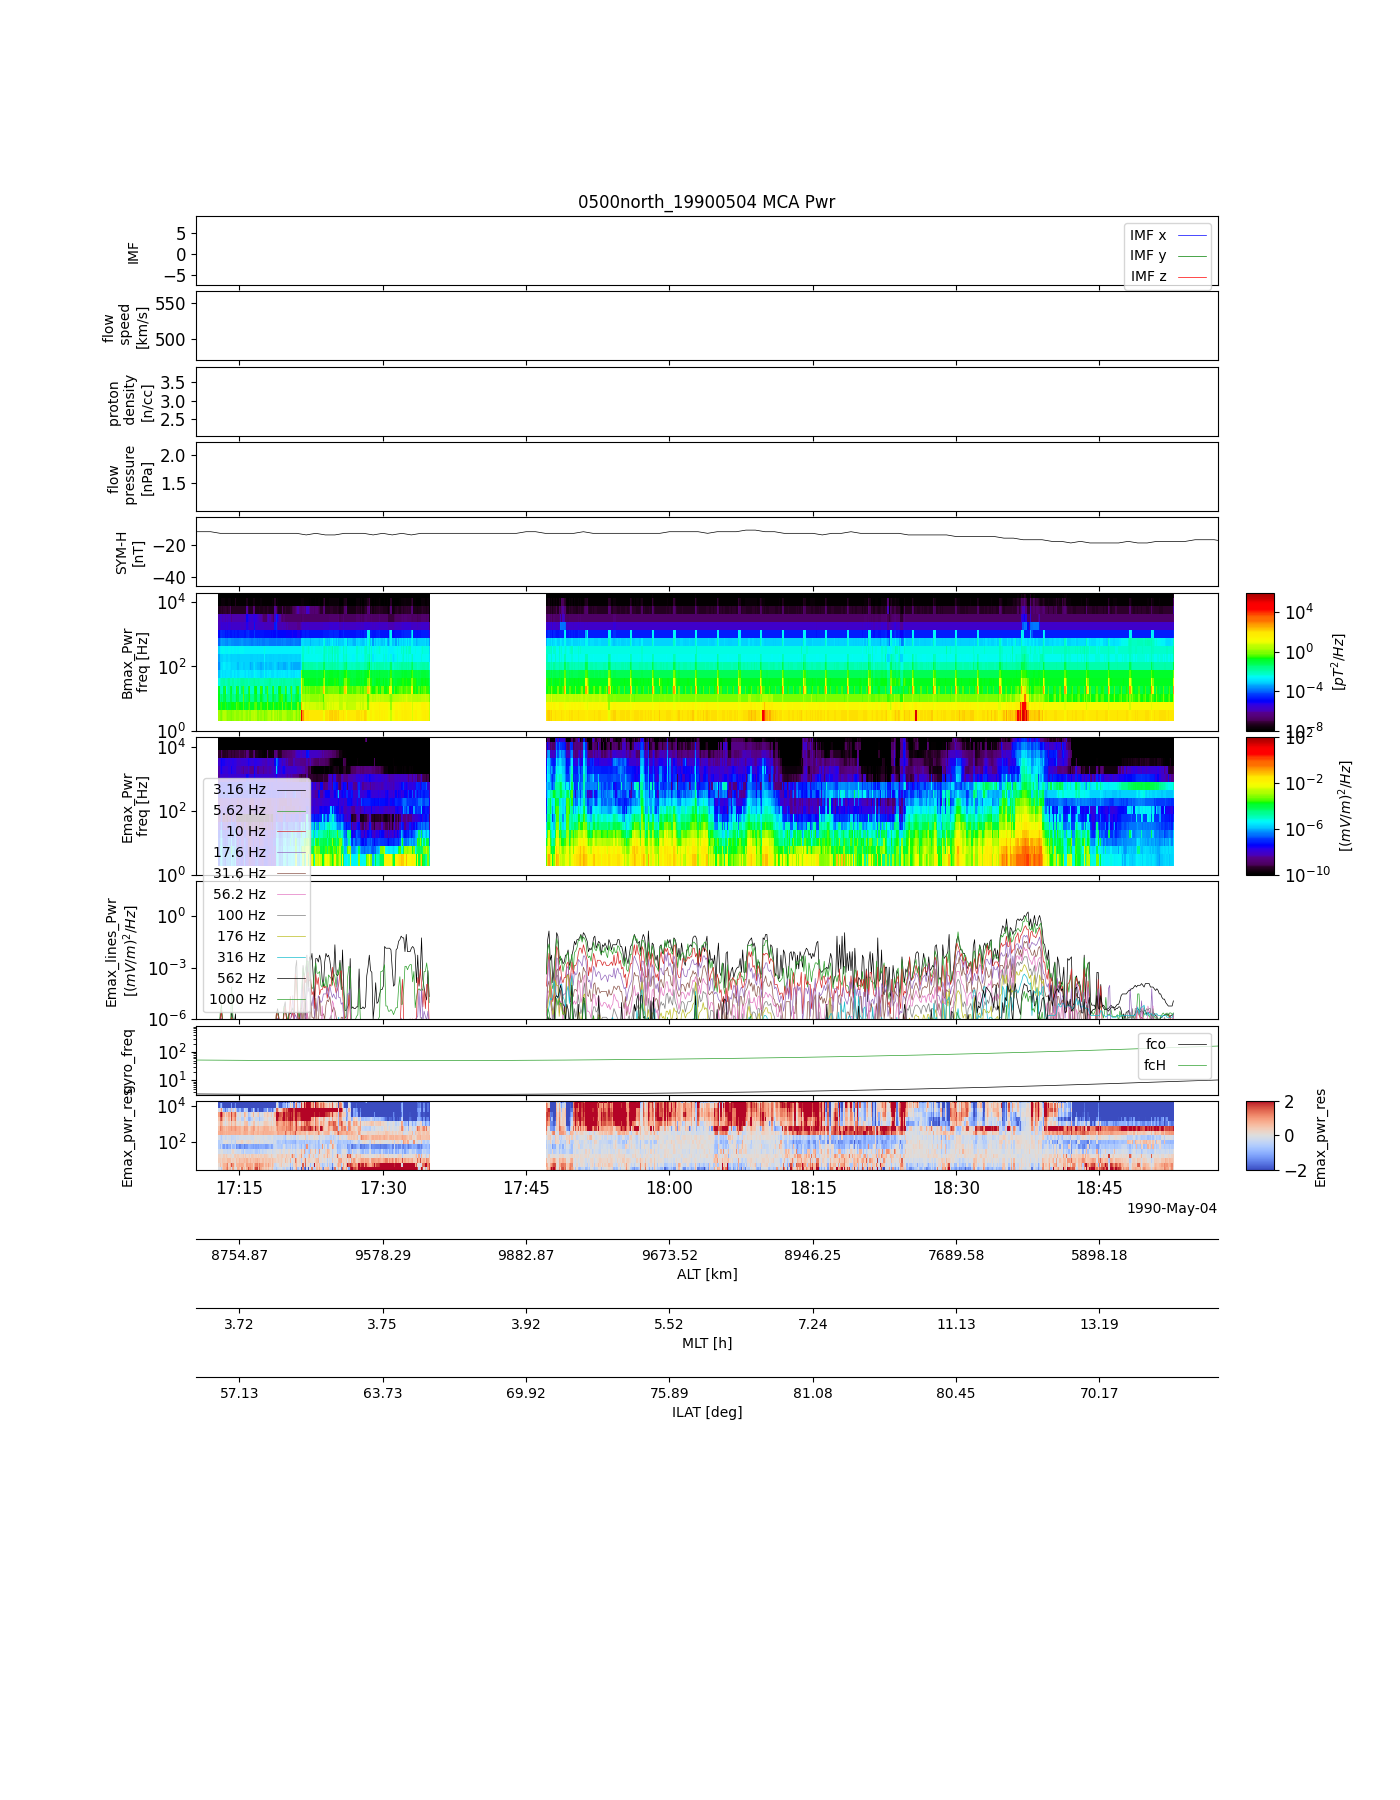 0500north_19900504 MCA Pwr
IMF
5
0
−5
IMF x
IMF y
IMF z
flow
speed
[km/s]
550
500
proton
density
[n/cc]
3.5
3.0
2.5
flow
pressure
[nPa]
2.0
1.5
SYM-H
[nT]
−20
−40
Bmax_Pwr
freq [Hz]
10^4
10^2
10^0
10^4
10^0
10^−4
10^−8
[pT^2/Hz]
Emax_Pwr
freq [Hz]
10^4
10^2
10^0
10^2
10^−2
10^−6
10^−10
[(mV/m)^2/Hz]
3.16 Hz
5.62 Hz
10 Hz
17.6 Hz
31.6 Hz
56.2 Hz
100 Hz
176 Hz
316 Hz
562 Hz
1000 Hz
Emax_lines_Pwr
[(mV/m)^2/Hz]
10^0
10^−3
10^−6
gyro_freq
10^2
10^1
fco
fcH
Emax_pwr_res
10^4
10^2
2
0
−2
Emax_pwr_res
17:15 17:30 17:45 18:00 18:15 18:30 18:45
1990-May-04
8754.87 9578.29 9882.87 9673.52 8946.25 7689.58 5898.18
ALT [km]
3.72 3.75 3.92 5.52 7.24 11.13 13.19
MLT [h]
57.13 63.73 69.92 75.89 81.08 80.45 70.17
ILAT [deg]